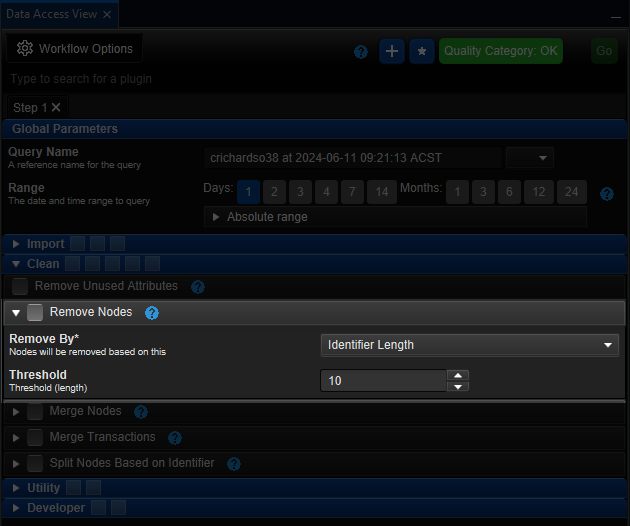 Data Access View
Workflow Options
Quality Category: OK
Go
Type to search for a plugin
Step 1
Global Parameters
Query Name
A reference name for the query
crichardso38 at 2024-06-11 09:21:13 ACST
Range
The date and time range to query
Days: 1 2 3 4 7 14 Months: 1 3 6 12 24
Absolute range
Import
Clean
Remove Unused Attributes
Remove Nodes
Remove By*
Nodes will be removed based on this
Identifier Length
Threshold
Threshold (length)
10
Merge Nodes
Merge Transactions
Split Nodes Based on Identifier
Utility
Developer